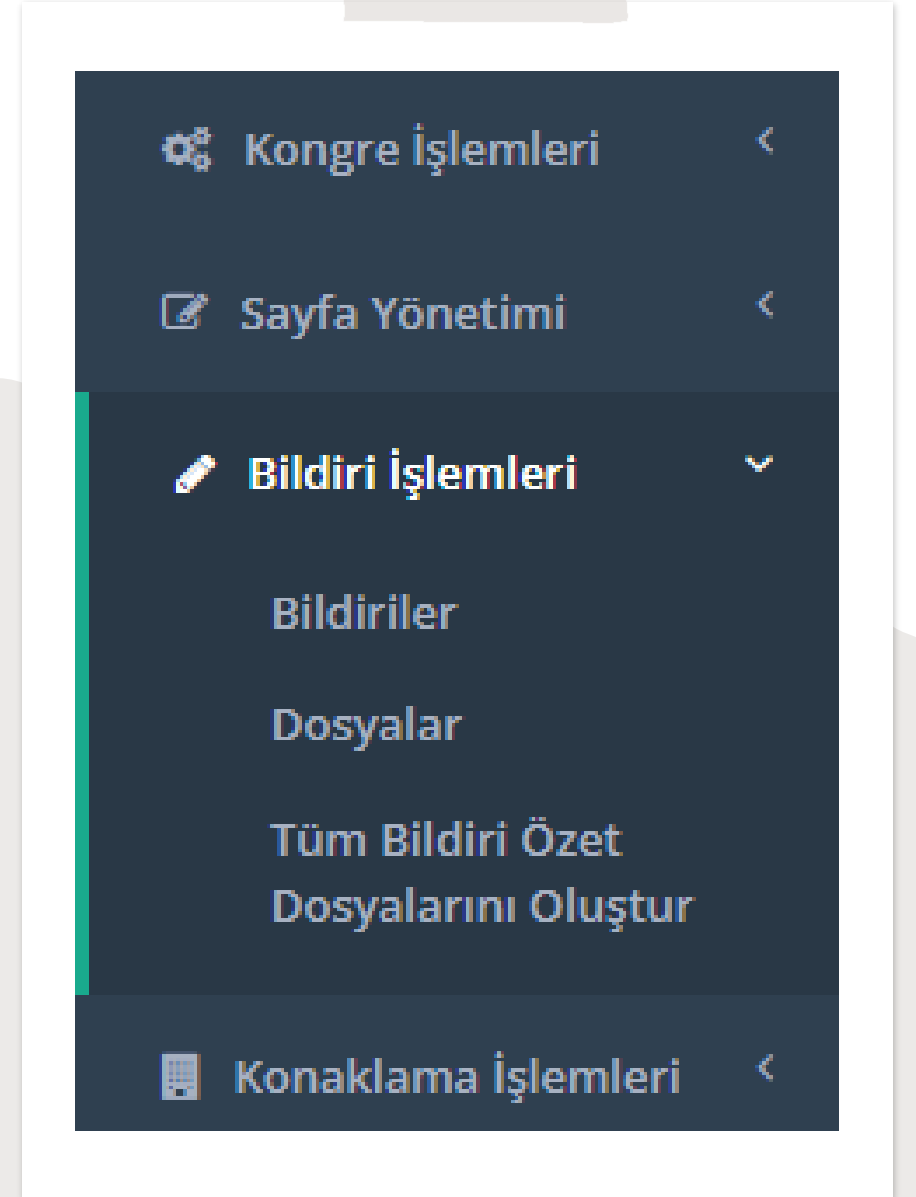 Kongre İşlemleri
Sayfa Yönetimi
Bildiri İşlemleri
Bildiriler
Dosyalar
Tüm Bildiri Özet
Dosyalarını Oluştur
Konaklama İşlemleri